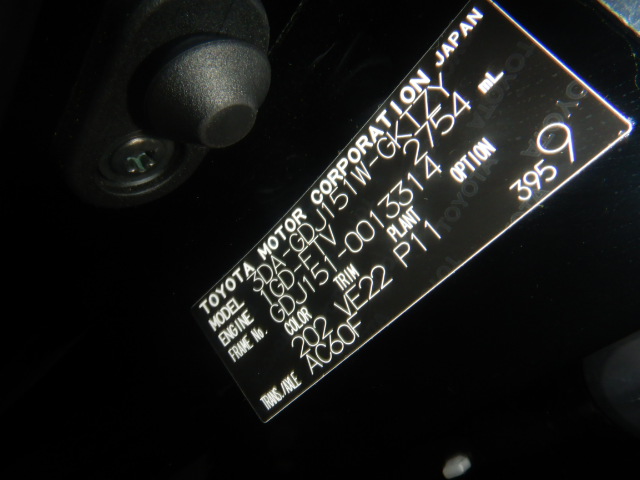 TOYOTA MOTOR CORPORATION JAPAN
MODEL 3DA-GDJ151W-GKTZY
ENGINE 1GD-FTV 2754 mL
FRAME No. GDJ151-0013314
COLOR TRIM PLANT OPTION
202 VF22 P11 3959
TRANS./AXLE AC60F